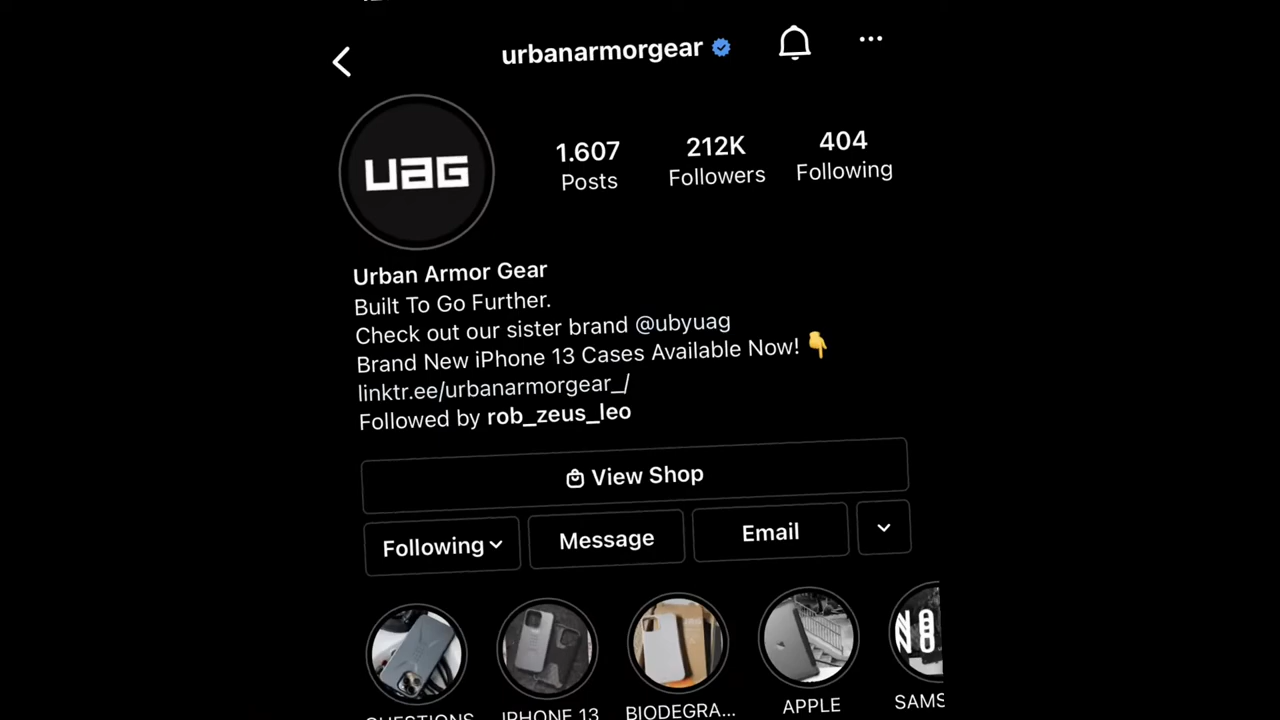 urbanarmorgear
UAG
1.607 212K 404
Posts Followers Following
Urban Armor Gear
Built To Go Further.
Check out our sister brand @ubyuag
Brand New iPhone 13 Cases Available Now! 👇
linktr.ee/urbanarmorgear_/
Followed by rob_zeus_leo
View Shop
Following Message Email
QUESTIONS IPHONE 13 BIODEGRA... APPLE SAMS